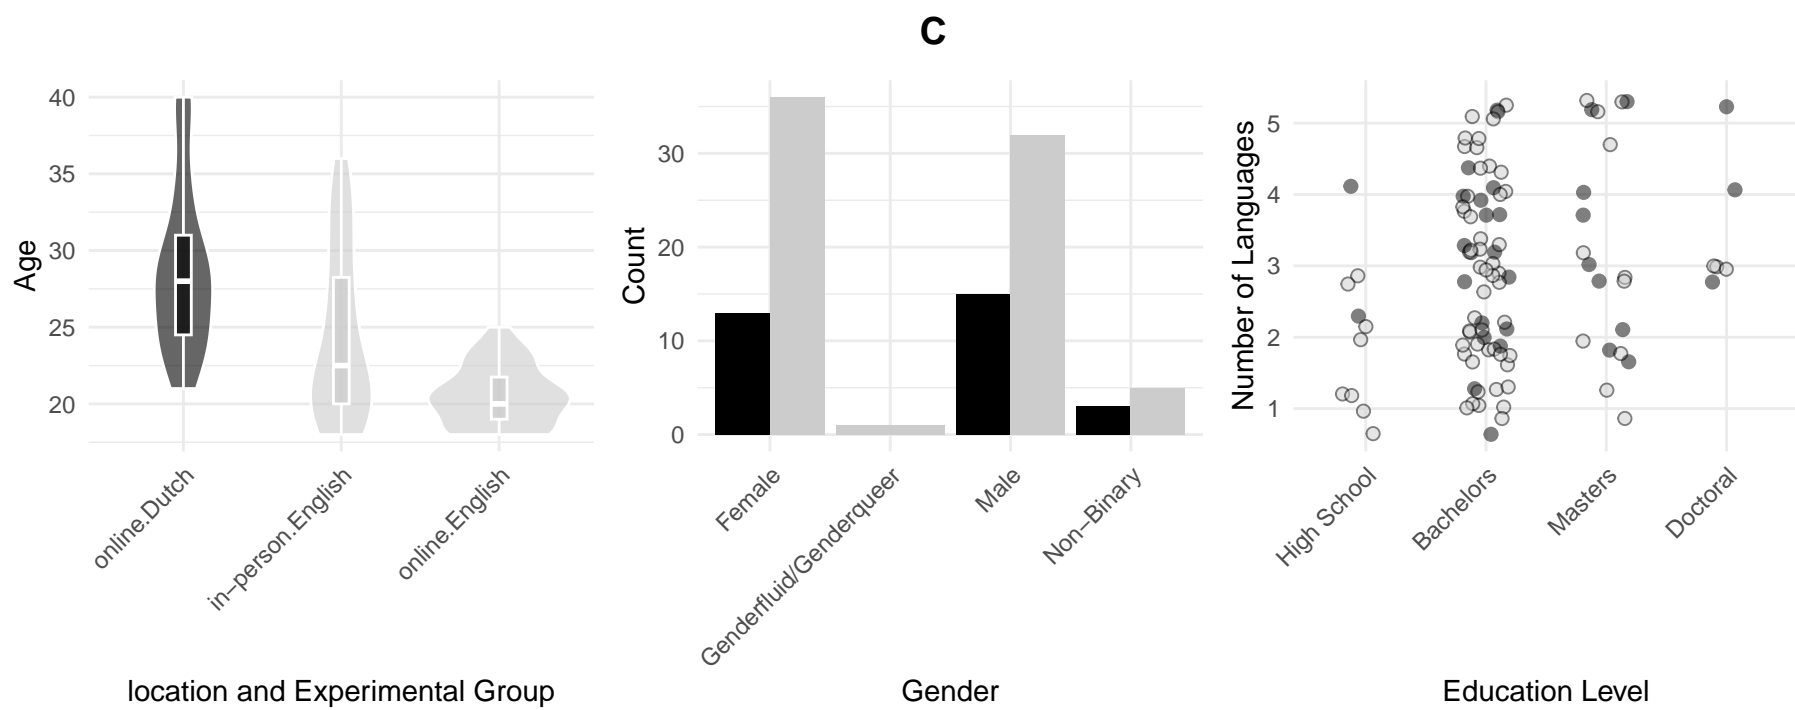 C
Age
40
35
30
25
20
online.Dutch
in−person.English
online.English
location and Experimental Group
Count
30
20
10
0
Female
Genderfluid/Genderqueer
Male
Non−Binary
Gender
Number of Languages
5
4
3
2
1
High School
Bachelors
Masters
Doctoral
Education Level